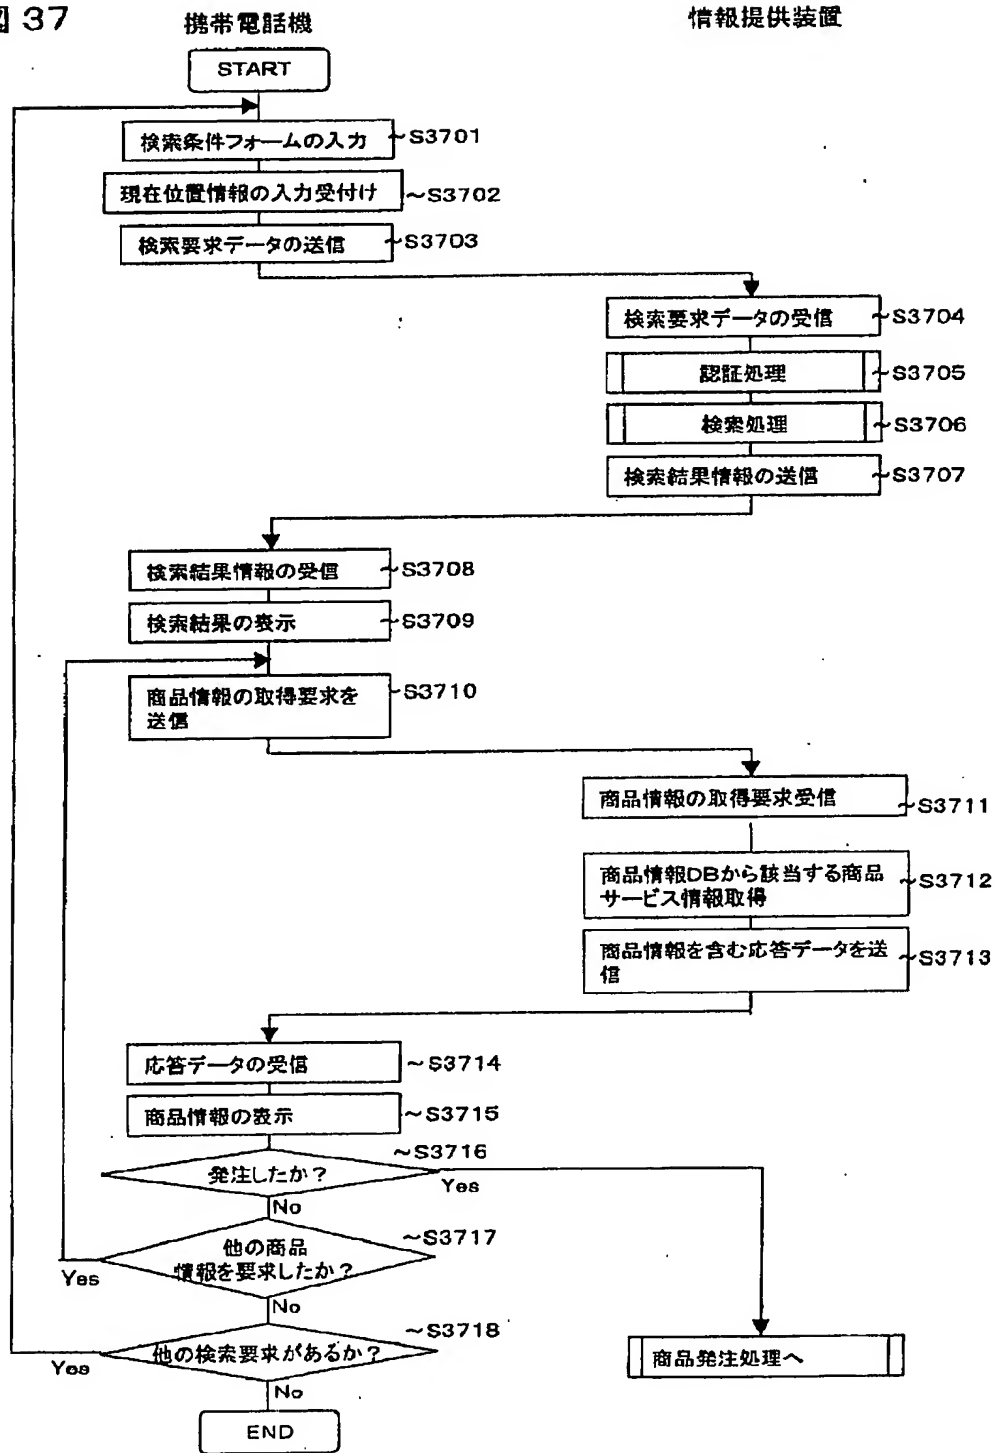 図 37
携帯電話機
情報提供装置
START
検索条件フォームの入力
~S3701
現在位置情報の入力受付け
~S3702
検索要求データの送信
~S3703
検索要求データの受信
~S3704
認証処理
~S3705
検索処理
~S3706
検索結果情報の送信
~S3707
検索結果情報の受信
~S3708
検索結果の表示
~S3709
商品情報の取得要求を
送信
~S3710
商品情報の取得要求受信
~S3711
商品情報DBから該当する商品
サービス情報取得
~S3712
商品情報を含む応答データを送
信
~S3713
応答データの受信
~S3714
商品情報の表示
~S3715
発注したか?
~S3716
Yes
No
他の商品
情報を要求したか?
~S3717
Yes
No
他の検索要求があるか?
~S3718
Yes
No
商品発注処理へ
END